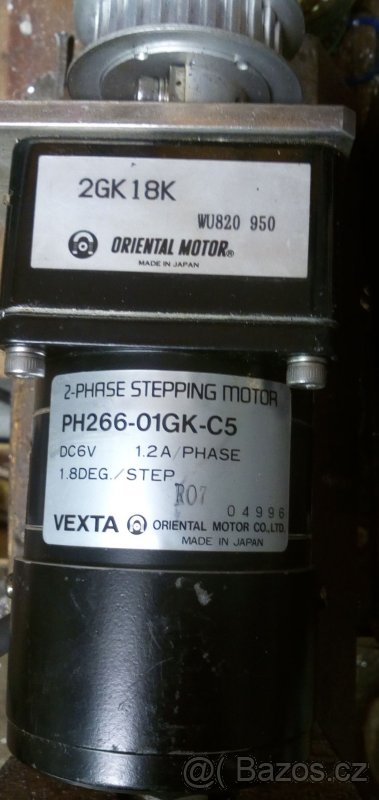 2GK18K
WU820 950
ORIENTAL MOTOR®
MADE IN JAPAN
2-PHASE STEPPING MOTOR
PH266-01GK-C5
DC6V 1.2A/PHASE
1.8DEG./STEP
R07
04996
VEXTA ORIENTAL MOTOR CO.,LTD.
MADE IN JAPAN
@( Bazos.cz